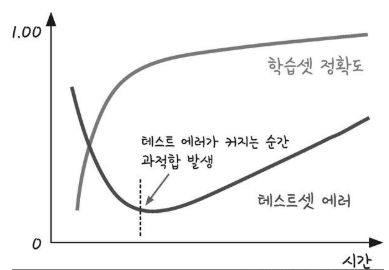 1.00
학습셋 정확도
테스트 에러가 커지는 순간
과적합 발생
테스트셋 에러
0
시간